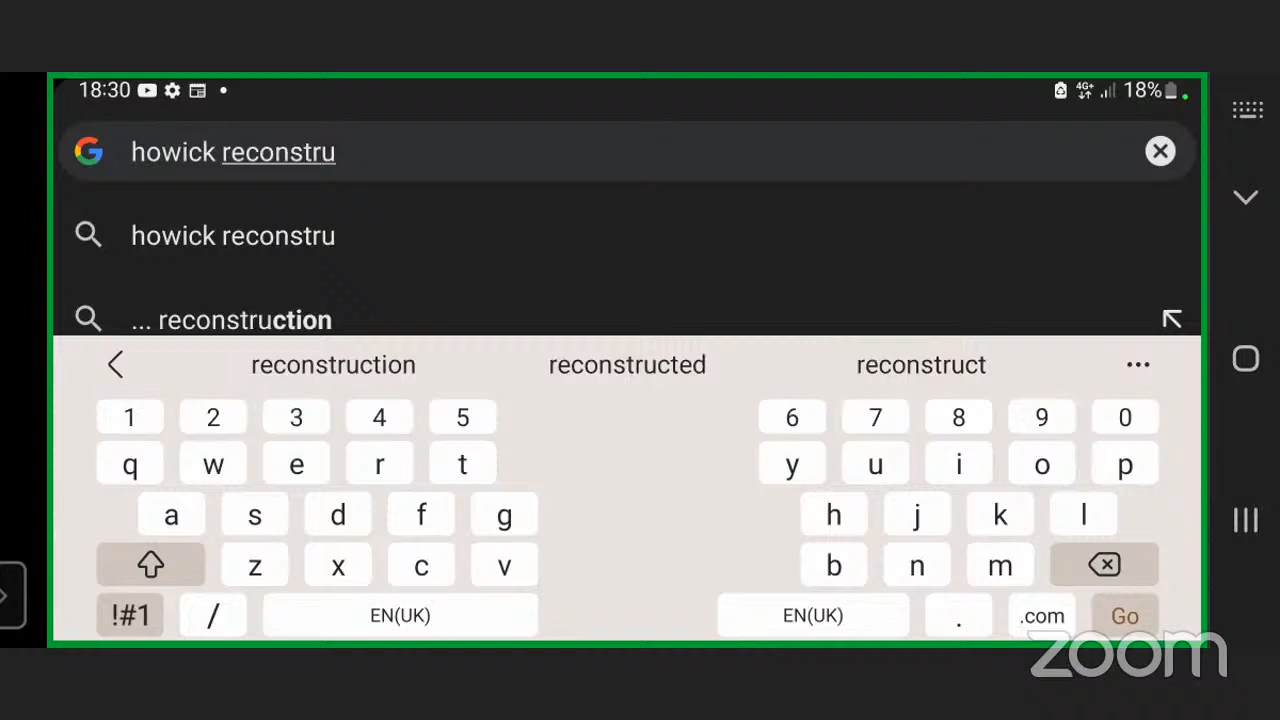 18:30 4G+ 18%
howick reconstru
howick reconstru
... reconstruction
reconstruction reconstructed reconstruct ...
1 2 3 4 5 6 7 8 9 0
q w e r t y u i o p
a s d f g h j k l
z x c v b n m
!#1 / EN(UK) EN(UK) . .com Go
zoom